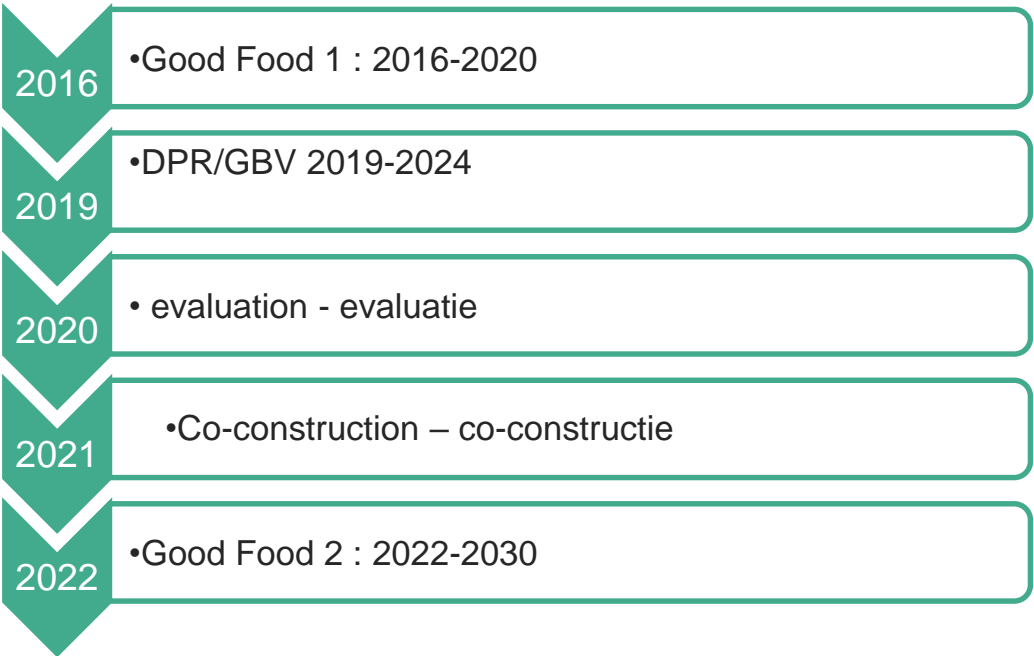 2016
•Good Food 1 : 2016-2020
2019
•DPR/GBV 2019-2024
2020
• evaluation - evaluatie
2021
•Co-construction – co-constructie
2022
•Good Food 2 : 2022-2030